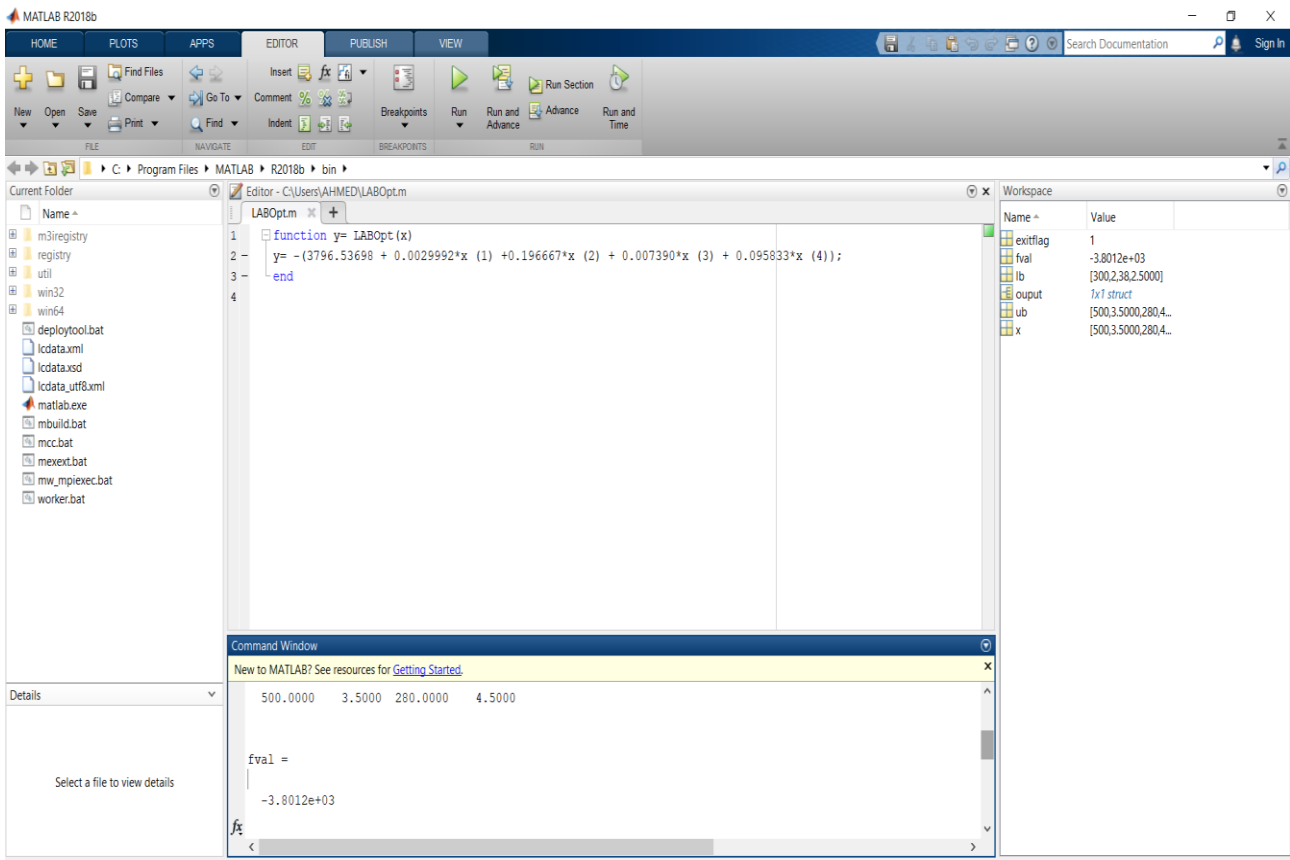 MATLAB R2018b
HOME PLOTS APPS EDITOR PUBLISH VIEW
Search Documentation Sign In
New Open Save Find Files Compare Print
FILE
Go To Find
NAVIGATE
Insert fx
Comment %
Indent
EDIT
Breakpoints
BREAKPOINTS
Run Run and Advance Run Section Advance Run and Time
RUN
C: Program Files MATLAB R2018b bin
Current Folder
Name
m3iregistry
registry
util
win32
win64
deploytool.bat
lcdata.xml
lcdata.xsd
lcdata_utf8.xml
matlab.exe
mbuild.bat
mcc.bat
mexext.bat
mw_mpiexec.bat
worker.bat
Details
Select a file to view details
Editor - C:\Users\AHMED\LABOpt.m
LABOpt.m
1 function y= LABOpt(x)
2 - y= -(3796.53698 + 0.0029992*x (1) +0.196667*x (2) + 0.007390*x (3) + 0.095833*x (4));
3 - end
4
Command Window
New to MATLAB? See resources for Getting Started.
500.0000 3.5000 280.0000 4.5000
fval =
-3.8012e+03
fx
Workspace
Name Value
exitflag 1
fval -3.8012e+03
lb [300,2,38,2.5000]
ouput 1x1 struct
ub [500,3.5000,280,4...
x [500,3.5000,280,4...